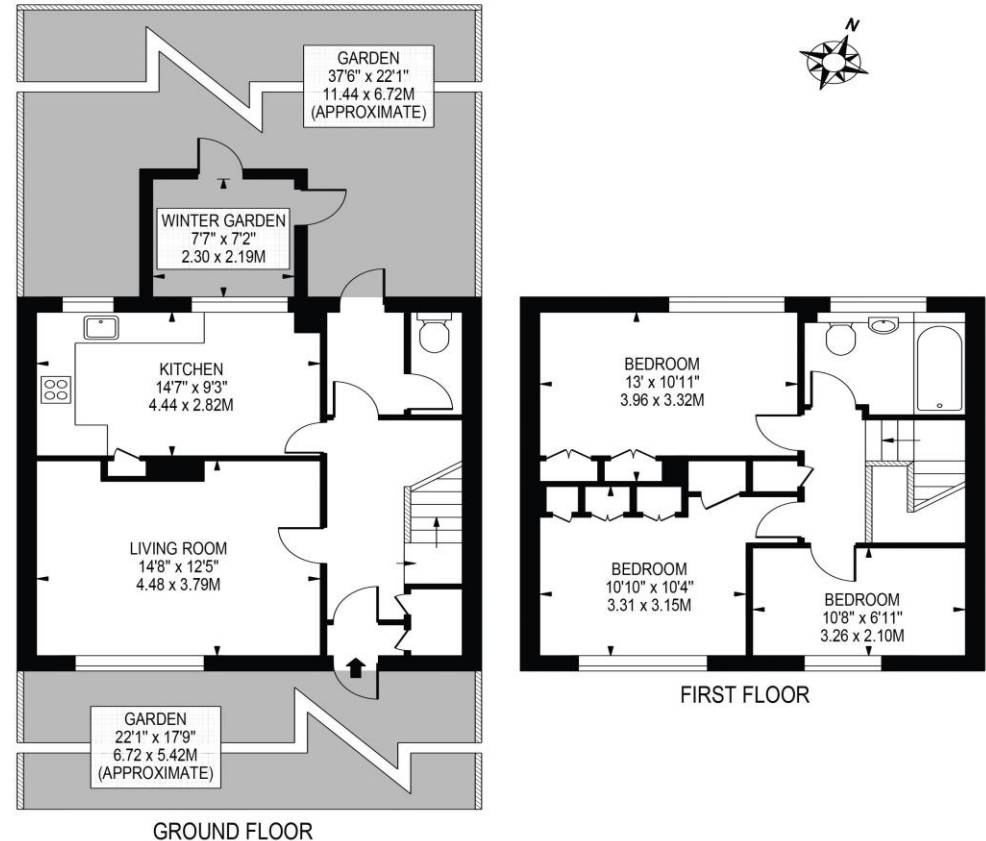 N
GARDEN
37'6" x 22'1"
11.44 x 6.72M
(APPROXIMATE)
WINTER GARDEN
7'7" x 7'2"
2.30 x 2.19M
KITCHEN
14'7" x 9'3"
4.44 x 2.82M
LIVING ROOM
14'8" x 12'5"
4.48 x 3.79M
GARDEN
22'1" x 17'9"
6.72 x 5.42M
(APPROXIMATE)
GROUND FLOOR
BEDROOM
13' x 10'11"
3.96 x 3.32M
BEDROOM
10'10" x 10'4"
3.31 x 3.15M
BEDROOM
10'8" x 6'11"
3.26 x 2.10M
FIRST FLOOR